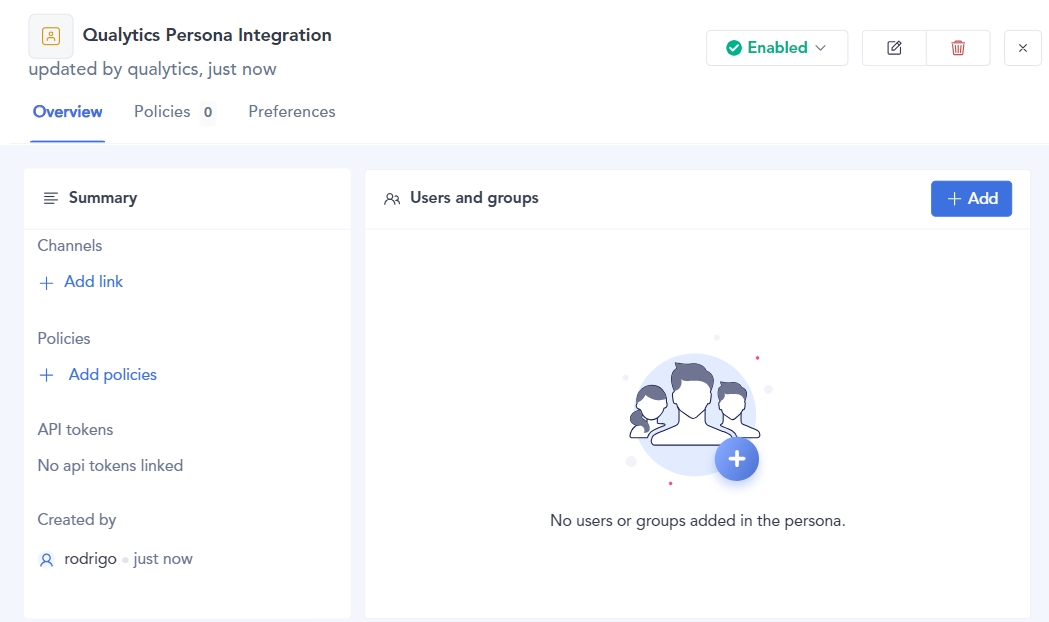 Qualytics Persona Integration
Enabled
updated by qualytics, just now
Overview
Policies 0
Preferences
Summary
Channels
Add link
Policies
Add policies
API tokens
No api tokens linked
Created by
rodrigo just now
Users and groups
Add
No users or groups added in the persona.